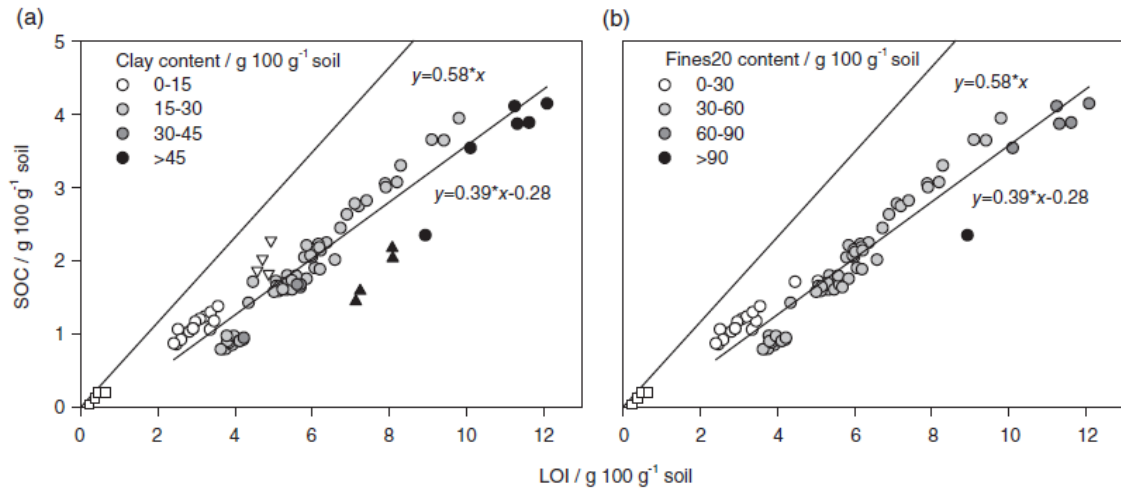 (a)
Clay content / g 100 g⁻¹ soil
0-15
15-30
30-45
>45
y=0.58*x
y=0.39*x-0.28
SOC / g 100 g⁻¹ soil
5
4
3
2
1
0
0 2 4 6 8 10 12
(b)
Fines20 content / g 100 g⁻¹ soil
0-30
30-60
60-90
>90
y=0.58*x
y=0.39*x-0.28
0 2 4 6 8 10 12
LOI / g 100 g⁻¹ soil